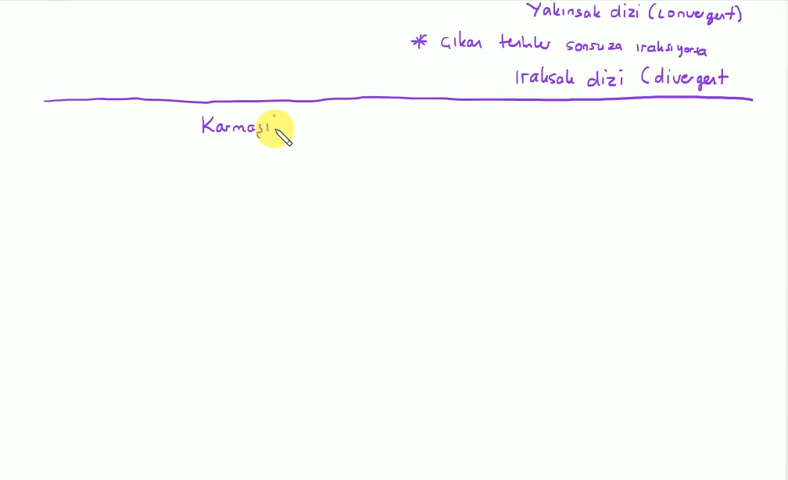 Yakınsak dizi (convergent)
* Çıkan terimler sonsuza ıraksıyorsa
Iraksak dizi (divergent
Karmaşı